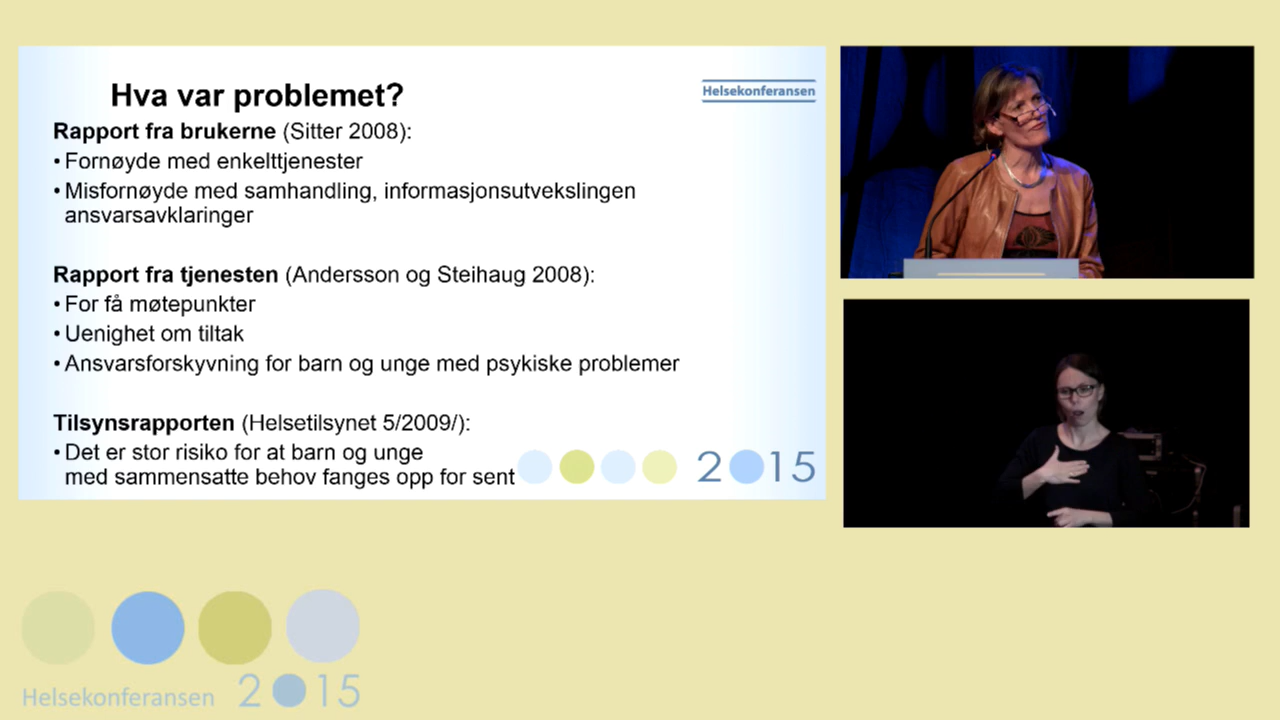 Hva var problemet?
Helsekonferansen
Rapport fra brukerne (Sitter 2008):
• Fornøyde med enkelttjenester
• Misfornøyde med samhandling, informasjonsutvekslingen
ansvarsavklaringer
Rapport fra tjenesten (Andersson og Steihaug 2008):
• For få møtepunkter
• Uenighet om tiltak
• Ansvarsforskyvning for barn og unge med psykiske problemer
Tilsynsrapporten (Helsetilsynet 5/2009/):
• Det er stor risiko for at barn og unge
med sammensatte behov fanges opp for sent
2015
Helsekonferansen 2015